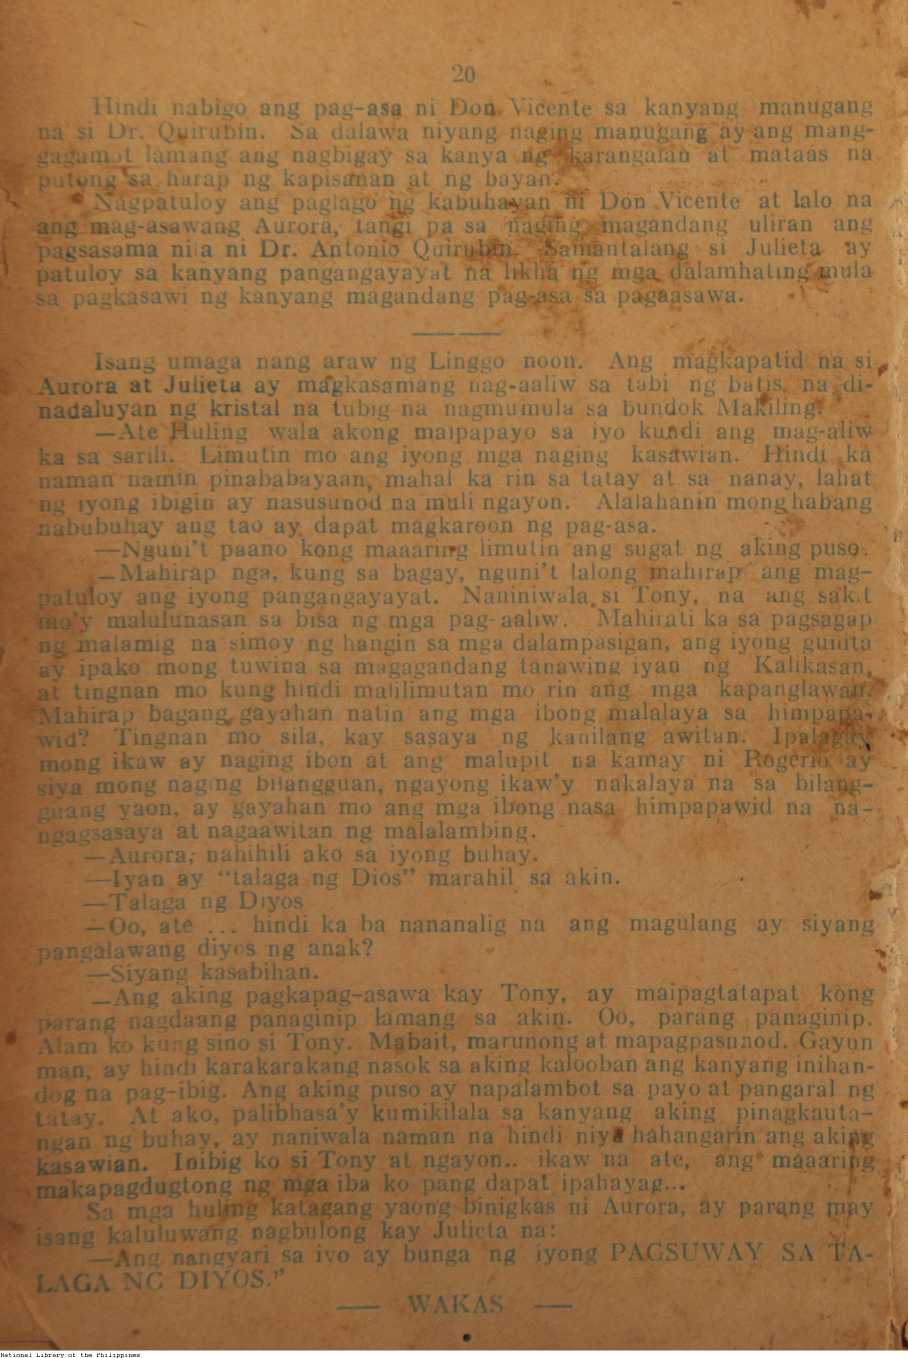 20
Hindi nabigo ang pag-asa ni Don Vicente sa kanyang manugang
na si Dr. Quirubin. Sa dalawa niyang naging manugang ay ang mang-
gagamot lamang ang nagbigay sa kanya ng karangalan at mataas na
putong sa harap ng kapisanan at ng bayan.
Nagpatuloy ang paglago ng kabuhayan ni Don Vicente at lalo na
ang mag-asawang Aurora, tangi pa sa naging magandang uliran ang
pagsasama nila ni Dr. Antonio Quirubin. Samantalang si Julieta ay
patuloy sa kanyang pangangayayat na likha ng mga dalamhating mula
sa pagkasawi ng kanyang magandang pag-asa sa pagaasawa.
Isang umaga nang araw ng Linggo noon. Ang magkapatid na si
Aurora at Julieta ay magkasamang nag-aaliw sa tabi ng batis na di-
nadaluyan ng kristal na tubig na nagmumula sa bundok Makiling.
—Ate Huling wala akong maipapayo sa iyo kundi ang mag-aliw
ka sa sarili. Limutin mo ang iyong mga naging kasawian. Hindi ka
naman namin pinababayaan, mahal ka rin sa tatay at sa nanay, lahat
ng iyong ibigin ay nasusunod na muli ngayon. Alalahanin mong habang
nabubuhay ang tao ay dapat magkaroon ng pag-asa.
—Nguni't paano kong maaaring limutin ang sugat ng aking puso.
—Mahirap nga, kung sa bagay, nguni't lalong mahirap ang mag-
patuloy ang iyong pangangayayat. Naniniwala si Tony, na ang sakit
mo'y malulunasan sa bisa ng mga pag-aaliw. Mahirati ka sa pagsagap
ng malamig na simoy ng hangin sa mga dalampasigan, ang iyong gunita
ay ipako mong tuwina sa magagandang tanawing iyan ng Kalikasan,
at tingnan mo kung hindi malilimutan mo rin ang mga kapanglawan.
Mahirap bagang gayahan natin ang mga ibong malalaya sa himpapa-
wid? Tingnan mo sila, kay sasaya ng kanilang awitan. Ipalagay
mong ikaw ay naging ibon at ang malupit na kamay ni Rogerio ay
siya mong naging bilangguan, ngayong ikaw'y nakalaya na sa bilang-
guang yaon, ay gayahan mo ang mga ibong nasa himpapawid na na-
ngagsasaya at nagaawitan ng malalambing.
—Aurora, nahihili ako sa iyong buhay.
—Iyan ay "talaga ng Dios" marahil sa akin.
—Talaga ng Diyos
—Oo, ate ... hindi ka ba nananalig na ang magulang ay siyang
pangalawang diyos ng anak?
—Siyang kasabihan.
—Ang aking pagkapag-asawa kay Tony, ay maipagtatapat kong
parang nagdaang panaginip lamang sa akin. Oo, parang panaginip.
Alam ko kung sino si Tony. Mabait, marunong at mapagpasunod. Gayun
man, ay hindi karakarakang nasok sa aking kalooban ang kanyang inihan-
dog na pag-ibig. Ang aking puso ay napalambot sa payo at pangaral ng
tatay. At ako, palibhasa'y kumikilala sa kanyang aking pinagkauta-
ngan ng buhay, ay naniwala naman na hindi niya hahangarin ang aking
kasawian. Inibig ko si Tony at ngayon.. ikaw na ate, ang maaaring
makapagdugtong ng mga iba ko pang dapat ipahayag...
Sa mga huling katagang yaong binigkas ni Aurora, ay parang may
isang kaluluwang nagbulong kay Julieta na:
—Ang nangyari sa iyo ay bunga ng iyong PAGSUWAY SA TA-
LAGA NG DIYOS."
— WAKAS —
National Library of the Philippines